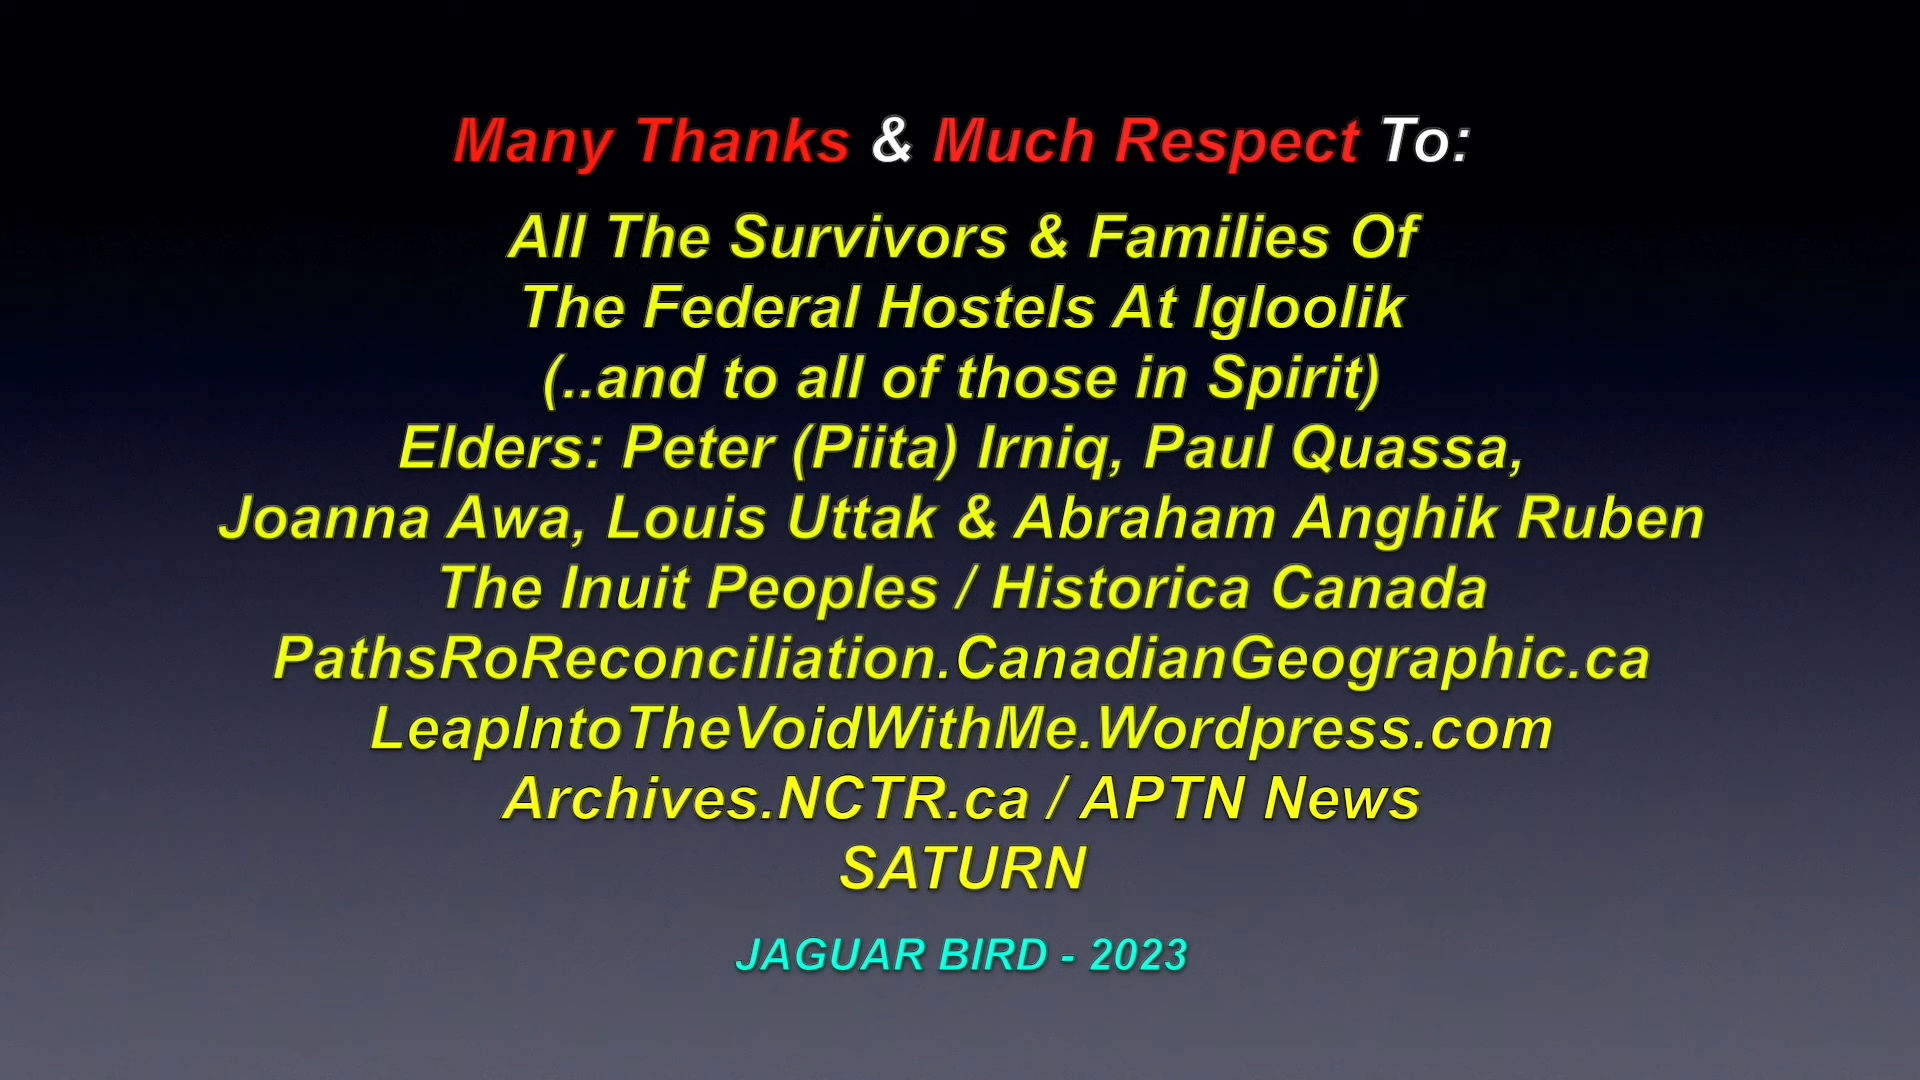 Many Thanks & Much Respect To:
All The Survivors & Families Of
The Federal Hostels At Igloolik
(..and to all of those in Spirit)
Elders: Peter (Piita) Irniq, Paul Quassa,
Joanna Awa, Louis Uttak & Abraham Anghik Ruben
The Inuit Peoples / Historica Canada
PathsRoReconciliation.CanadianGeographic.ca
LeapIntoTheVoidWithMe.Wordpress.com
Archives.NCTR.ca / APTN News
SATURN
JAGUAR BIRD - 2023